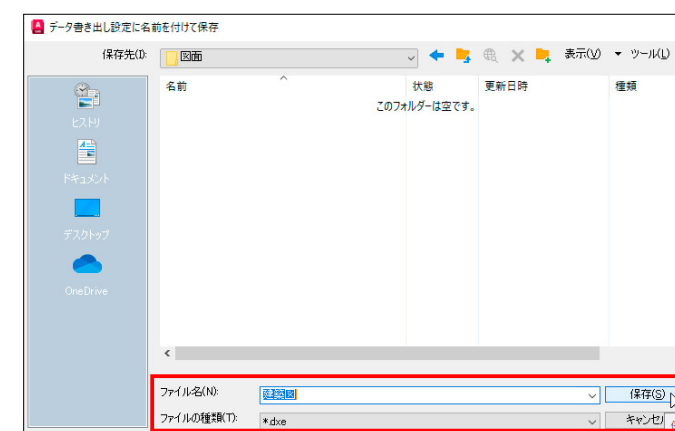 データ書き出し設定に名前を付けて保存
保存先(I):
図面
表示(V)
ツール(L)
名前
状態
更新日時
種類
このフォルダーは空です。
ヒストリ
ドキュメント
デスクトップ
OneDrive
ファイル名(N):
建築図
保存(S)
ファイルの種類(T):
*.dxe
キャンセル